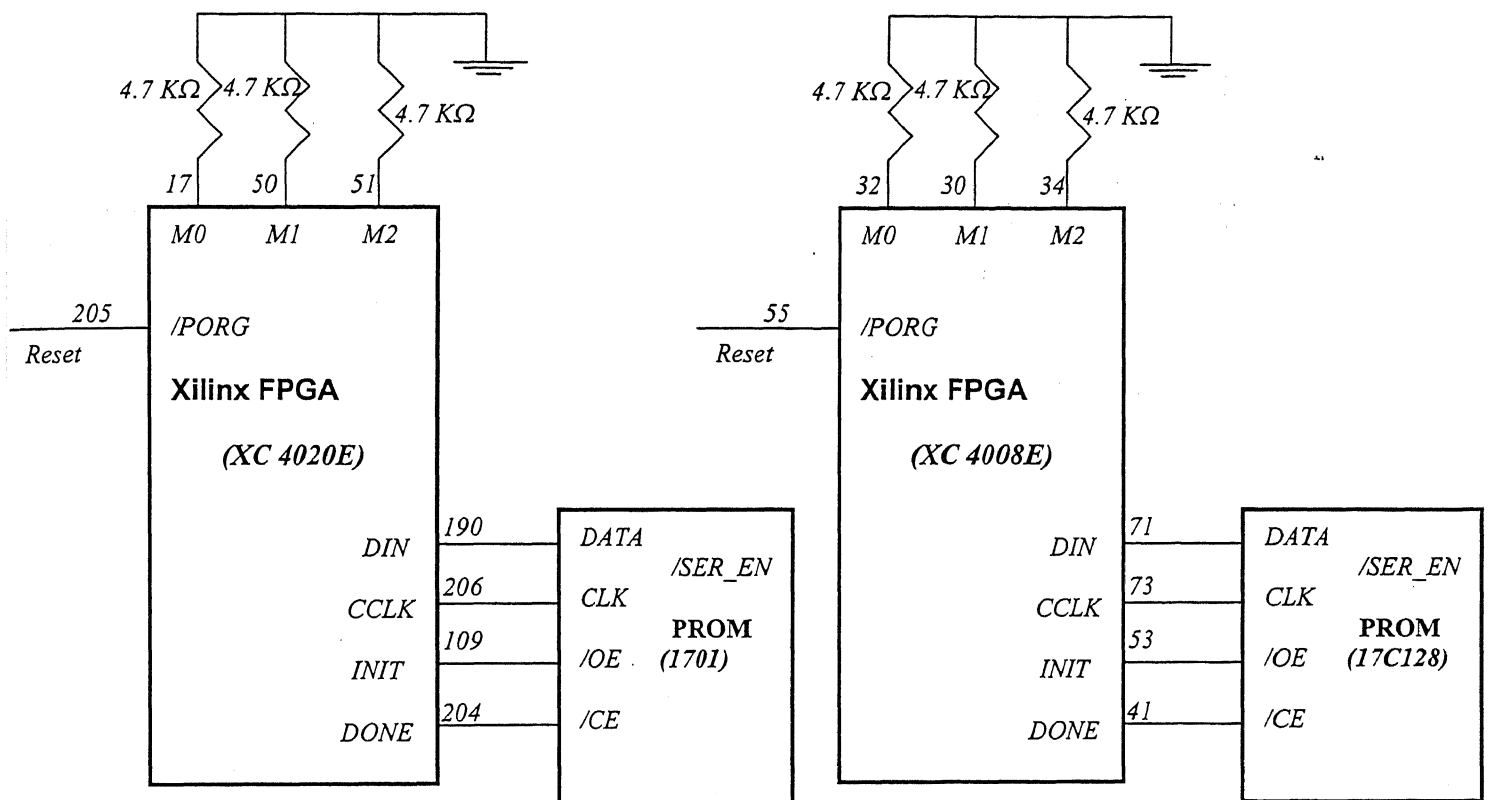 4.7 KΩ 4.7 KΩ
4.7 KΩ
17 50 51
M0 M1 M2
205
/PORG
Reset
Xilinx FPGA
(XC 4020E)
DIN 190 DATA
/SER_EN
CCLK 206 CLK
PROM
(1701)
INIT 109 /OE
DONE 204 /CE
4.7 KΩ 4.7 KΩ
4.7 KΩ
32 30 34
M0 M1 M2
55
/PORG
Reset
Xilinx FPGA
(XC 4008E)
DIN 71 DATA
/SER_EN
CCLK 73 CLK
PROM
(17C128)
INIT 53 /OE
DONE 41 /CE